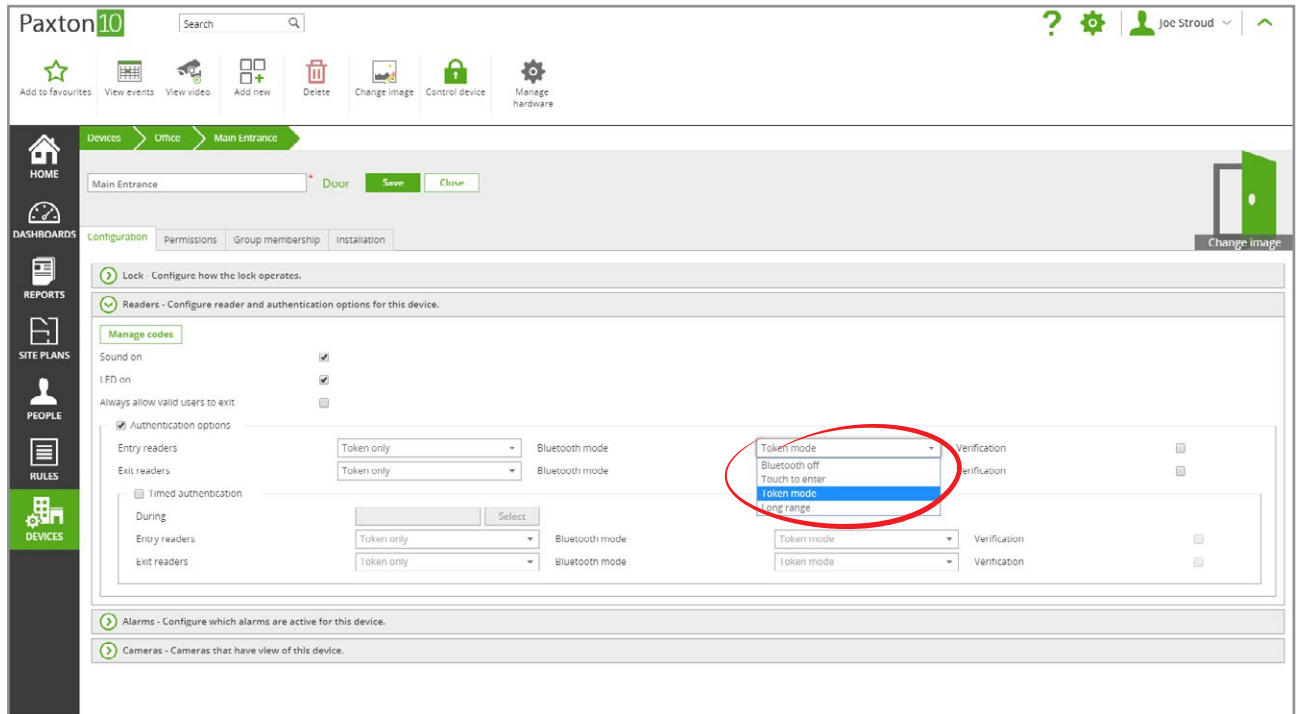 Paxton 10 Search ? Joe Stroud
Add to favourites View events View video Add new Delete Change image Control device Manage hardware
HOME
DASHBOARDS
REPORTS
SITE PLANS
PEOPLE
RULES
DEVICES
Devices Office Main Entrance
Main Entrance * Door Save Close
Change image
Configuration Permissions Group membership Installation
Lock - Configure how the lock operates.
Readers - Configure reader and authentication options for this device.
Manage codes
Sound on
LED on
Always allow valid users to exit
Authentication options
Entry readers Token only Bluetooth mode Token mode Verification
Exit readers Token only Bluetooth mode Verification
Bluetooth off
Touch to enter
Token mode
Long range
Timed authentication
During Select
Entry readers Token only Bluetooth mode Token mode Verification
Exit readers Token only Bluetooth mode Token mode Verification
Alarms - Configure which alarms are active for this device.
Cameras - Cameras that have view of this device.